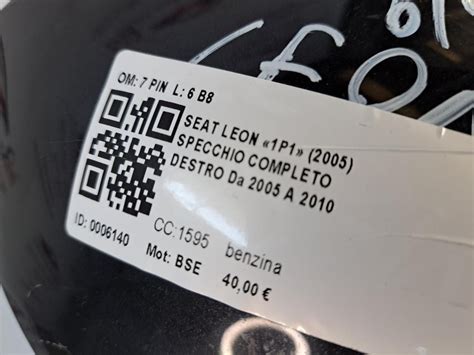 OM: 7 PIN L: 6 B8
SEAT LEON «1P1» (2005)
SPECCHIO COMPLETO
DESTRO Da 2005 A 2010
ID: 0006140
CC:1595 benzina
Mot: BSE 40,00 €